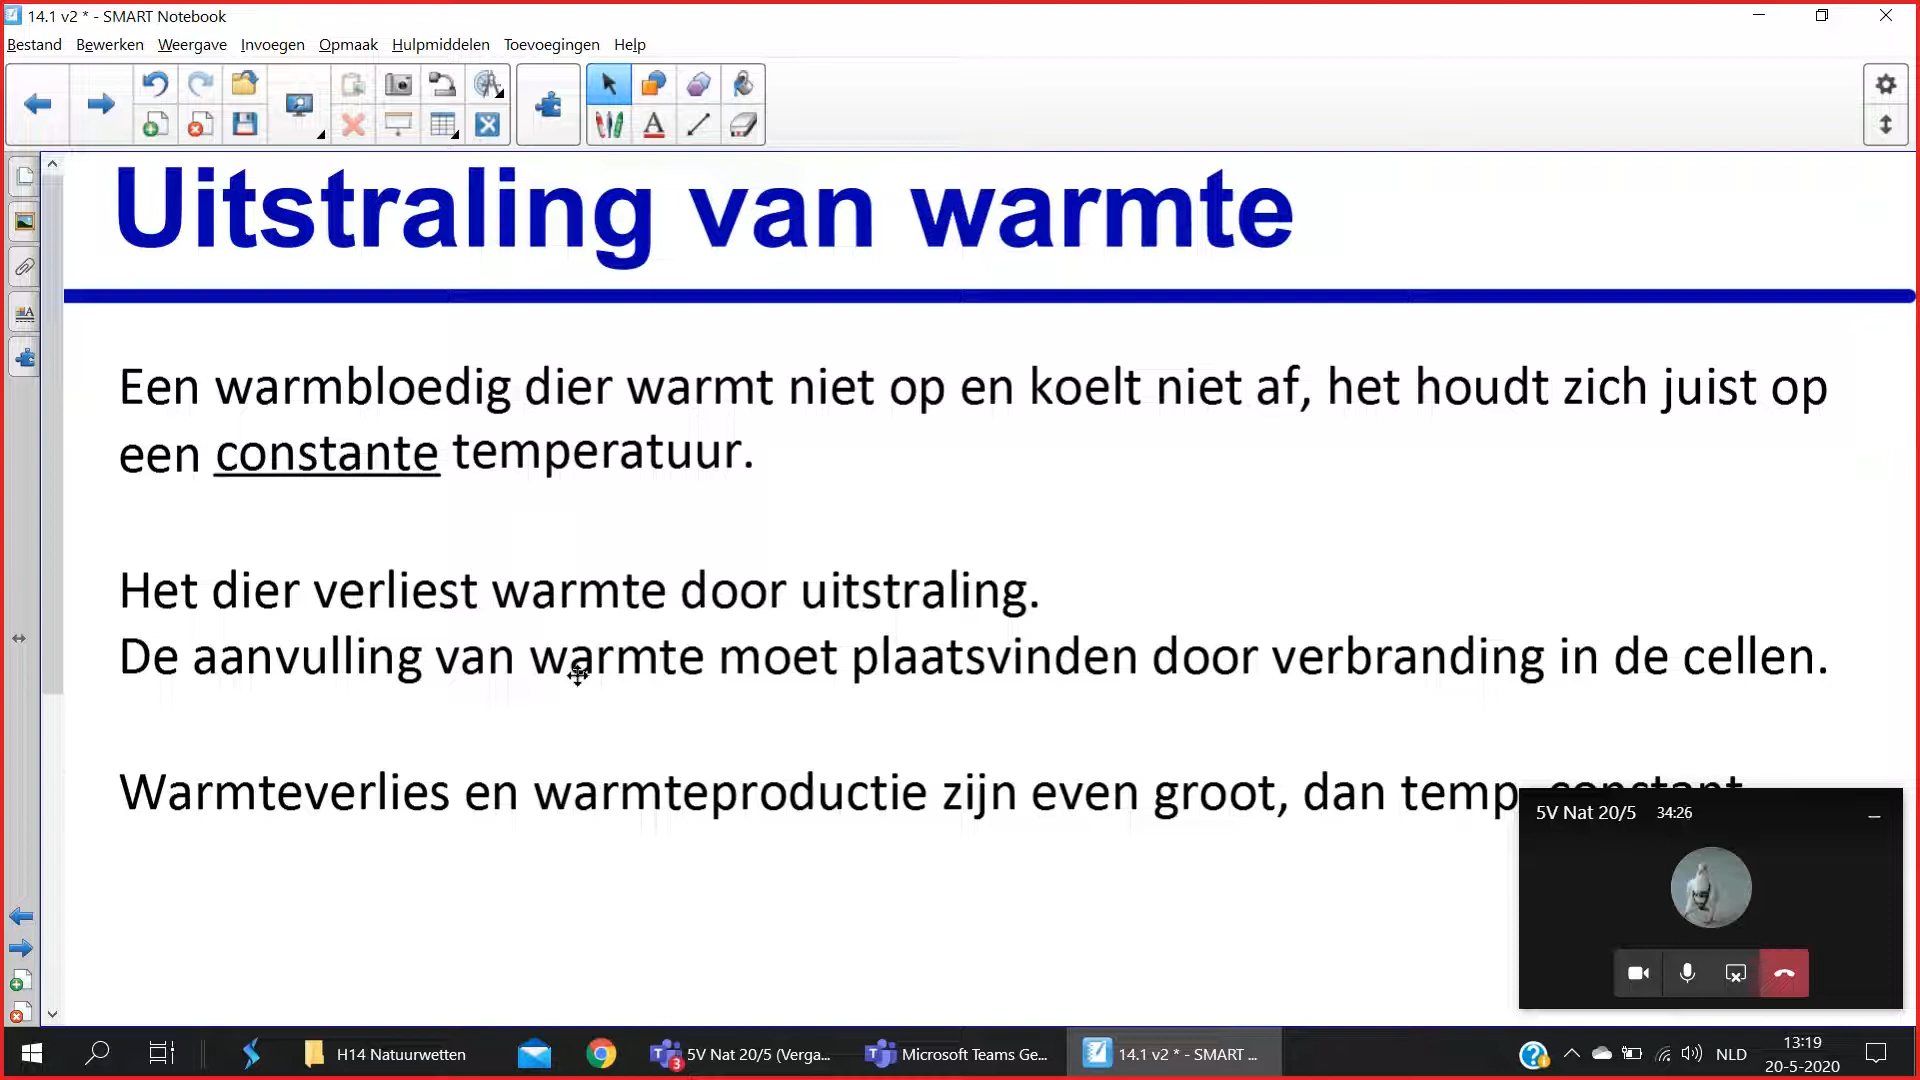 14.1 v2 * - SMART Notebook
Bestand Bewerken Weergave Invoegen Opmaak Hulpmiddelen Toevoegingen Help
Uitstraling van warmte
Een warmbloedig dier warmt niet op en koelt niet af, het houdt zich juist op
een constante temperatuur.
Het dier verliest warmte door uitstraling.
De aanvulling van warmte moet plaatsvinden door verbranding in de cellen.
Warmteverlies en warmteproductie zijn even groot, dan temp. constant
5V Nat 20/5 34:26
H14 Natuurwetten
3
5V Nat 20/5 (Verga...
Microsoft Teams Ge...
14.1 v2 * - SMART ...
NLD
13:19
20-5-2020